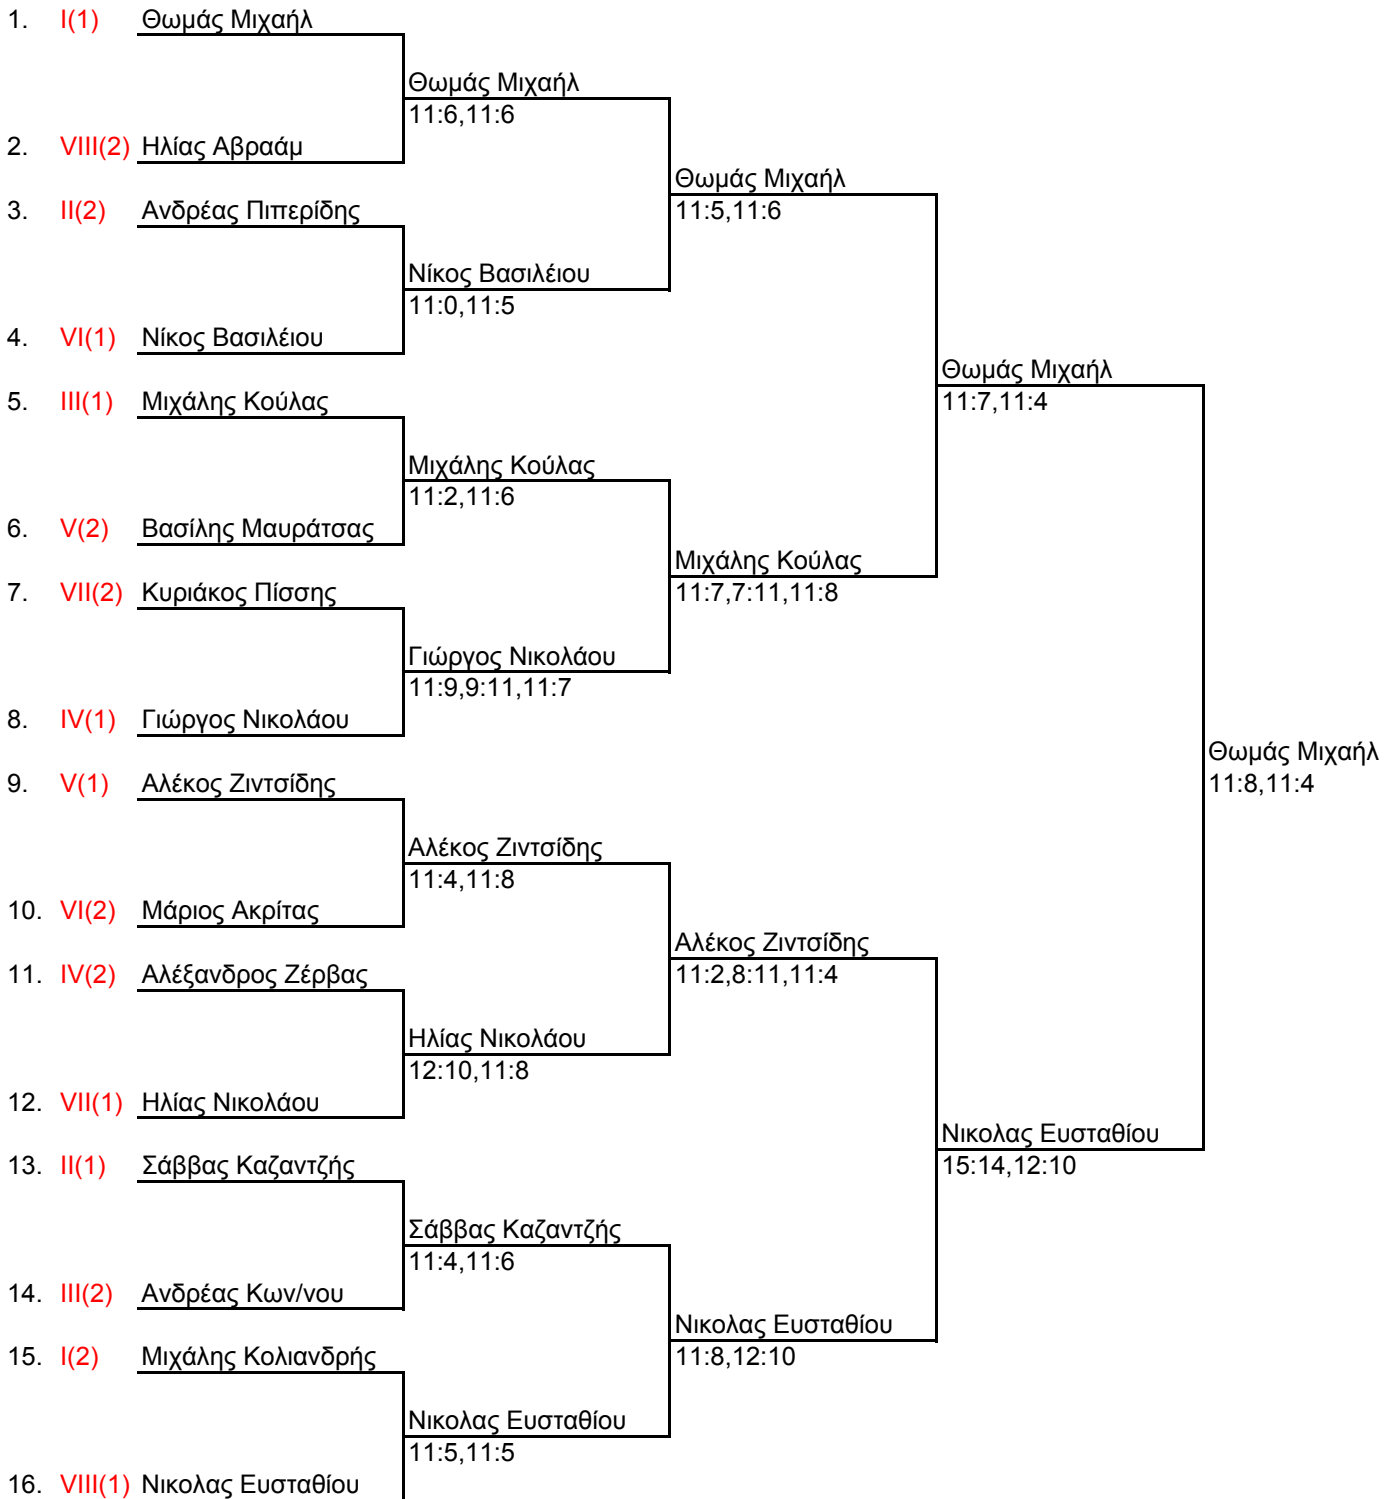 1. I(1) Θωμάς Μιχαήλ
Θωμάς Μιχαήλ
11:6,11:6
2. VIII(2) Ηλίας Αβραάμ
Θωμάς Μιχαήλ
11:5,11:6
3. II(2) Ανδρέας Πιπερίδης
Νίκος Βασιλέιου
11:0,11:5
4. VI(1) Νίκος Βασιλέιου
Θωμάς Μιχαήλ
11:7,11:4
5. III(1) Μιχάλης Κούλας
Μιχάλης Κούλας
11:2,11:6
6. V(2) Βασίλης Μαυράτσας
Μιχάλης Κούλας
11:7,7:11,11:8
7. VII(2) Κυριάκος Πίσσης
Γιώργος Νικολάου
11:9,9:11,11:7
8. IV(1) Γιώργος Νικολάου
Θωμάς Μιχαήλ
11:8,11:4
9. V(1) Αλέκος Ζιντσίδης
Αλέκος Ζιντσίδης
11:4,11:8
10. VI(2) Μάριος Ακρίτας
Αλέκος Ζιντσίδης
11:2,8:11,11:4
11. IV(2) Αλέξανδρος Ζέρβας
Ηλίας Νικολάου
12:10,11:8
12. VII(1) Ηλίας Νικολάου
Νικολας Ευσταθίου
15:14,12:10
13. II(1) Σάββας Καζαντζής
Σάββας Καζαντζής
11:4,11:6
14. III(2) Ανδρέας Κων/νου
Νικολας Ευσταθίου
11:8,12:10
15. I(2) Μιχάλης Κολιανδρής
Νικολας Ευσταθίου
11:5,11:5
16. VIII(1) Νικολας Ευσταθίου